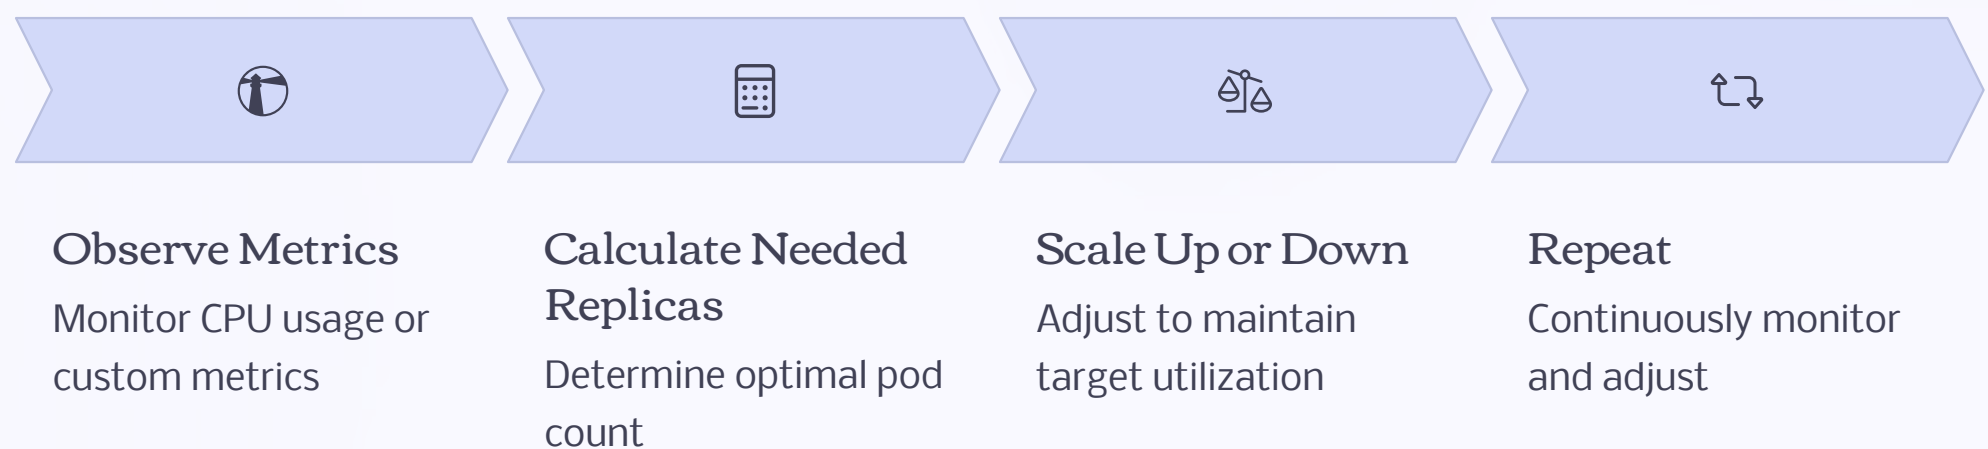 Observe Metrics
Monitor CPU usage or
custom metrics
Calculate Needed
Replicas
Determine optimal pod
count
Scale Up or Down
Adjust to maintain
target utilization
Repeat
Continuously monitor
and adjust